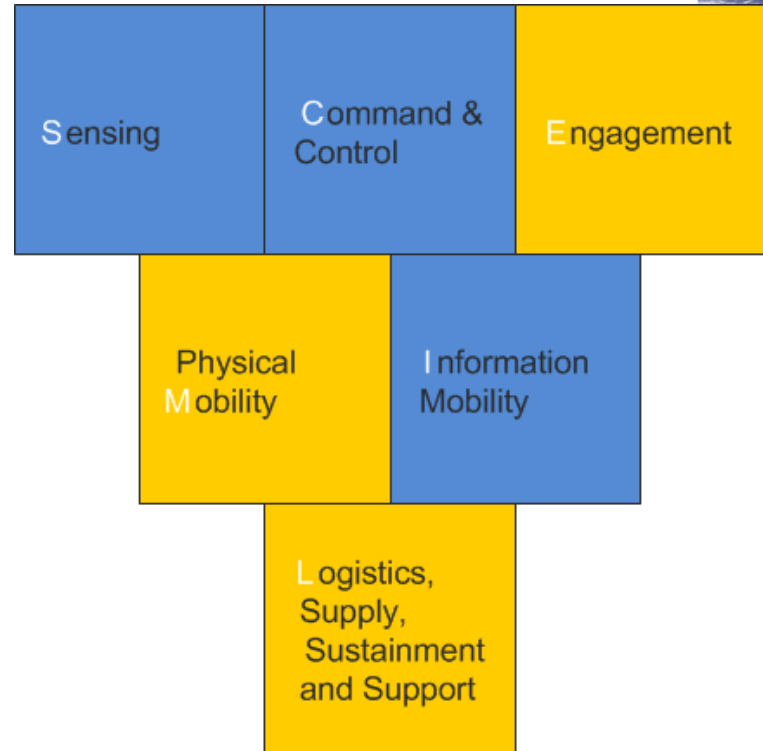 Sensing
Command &
Control
Engagement
Physical
Mobility
Information
Mobility
Logistics,
Supply,
Sustainment
and Support